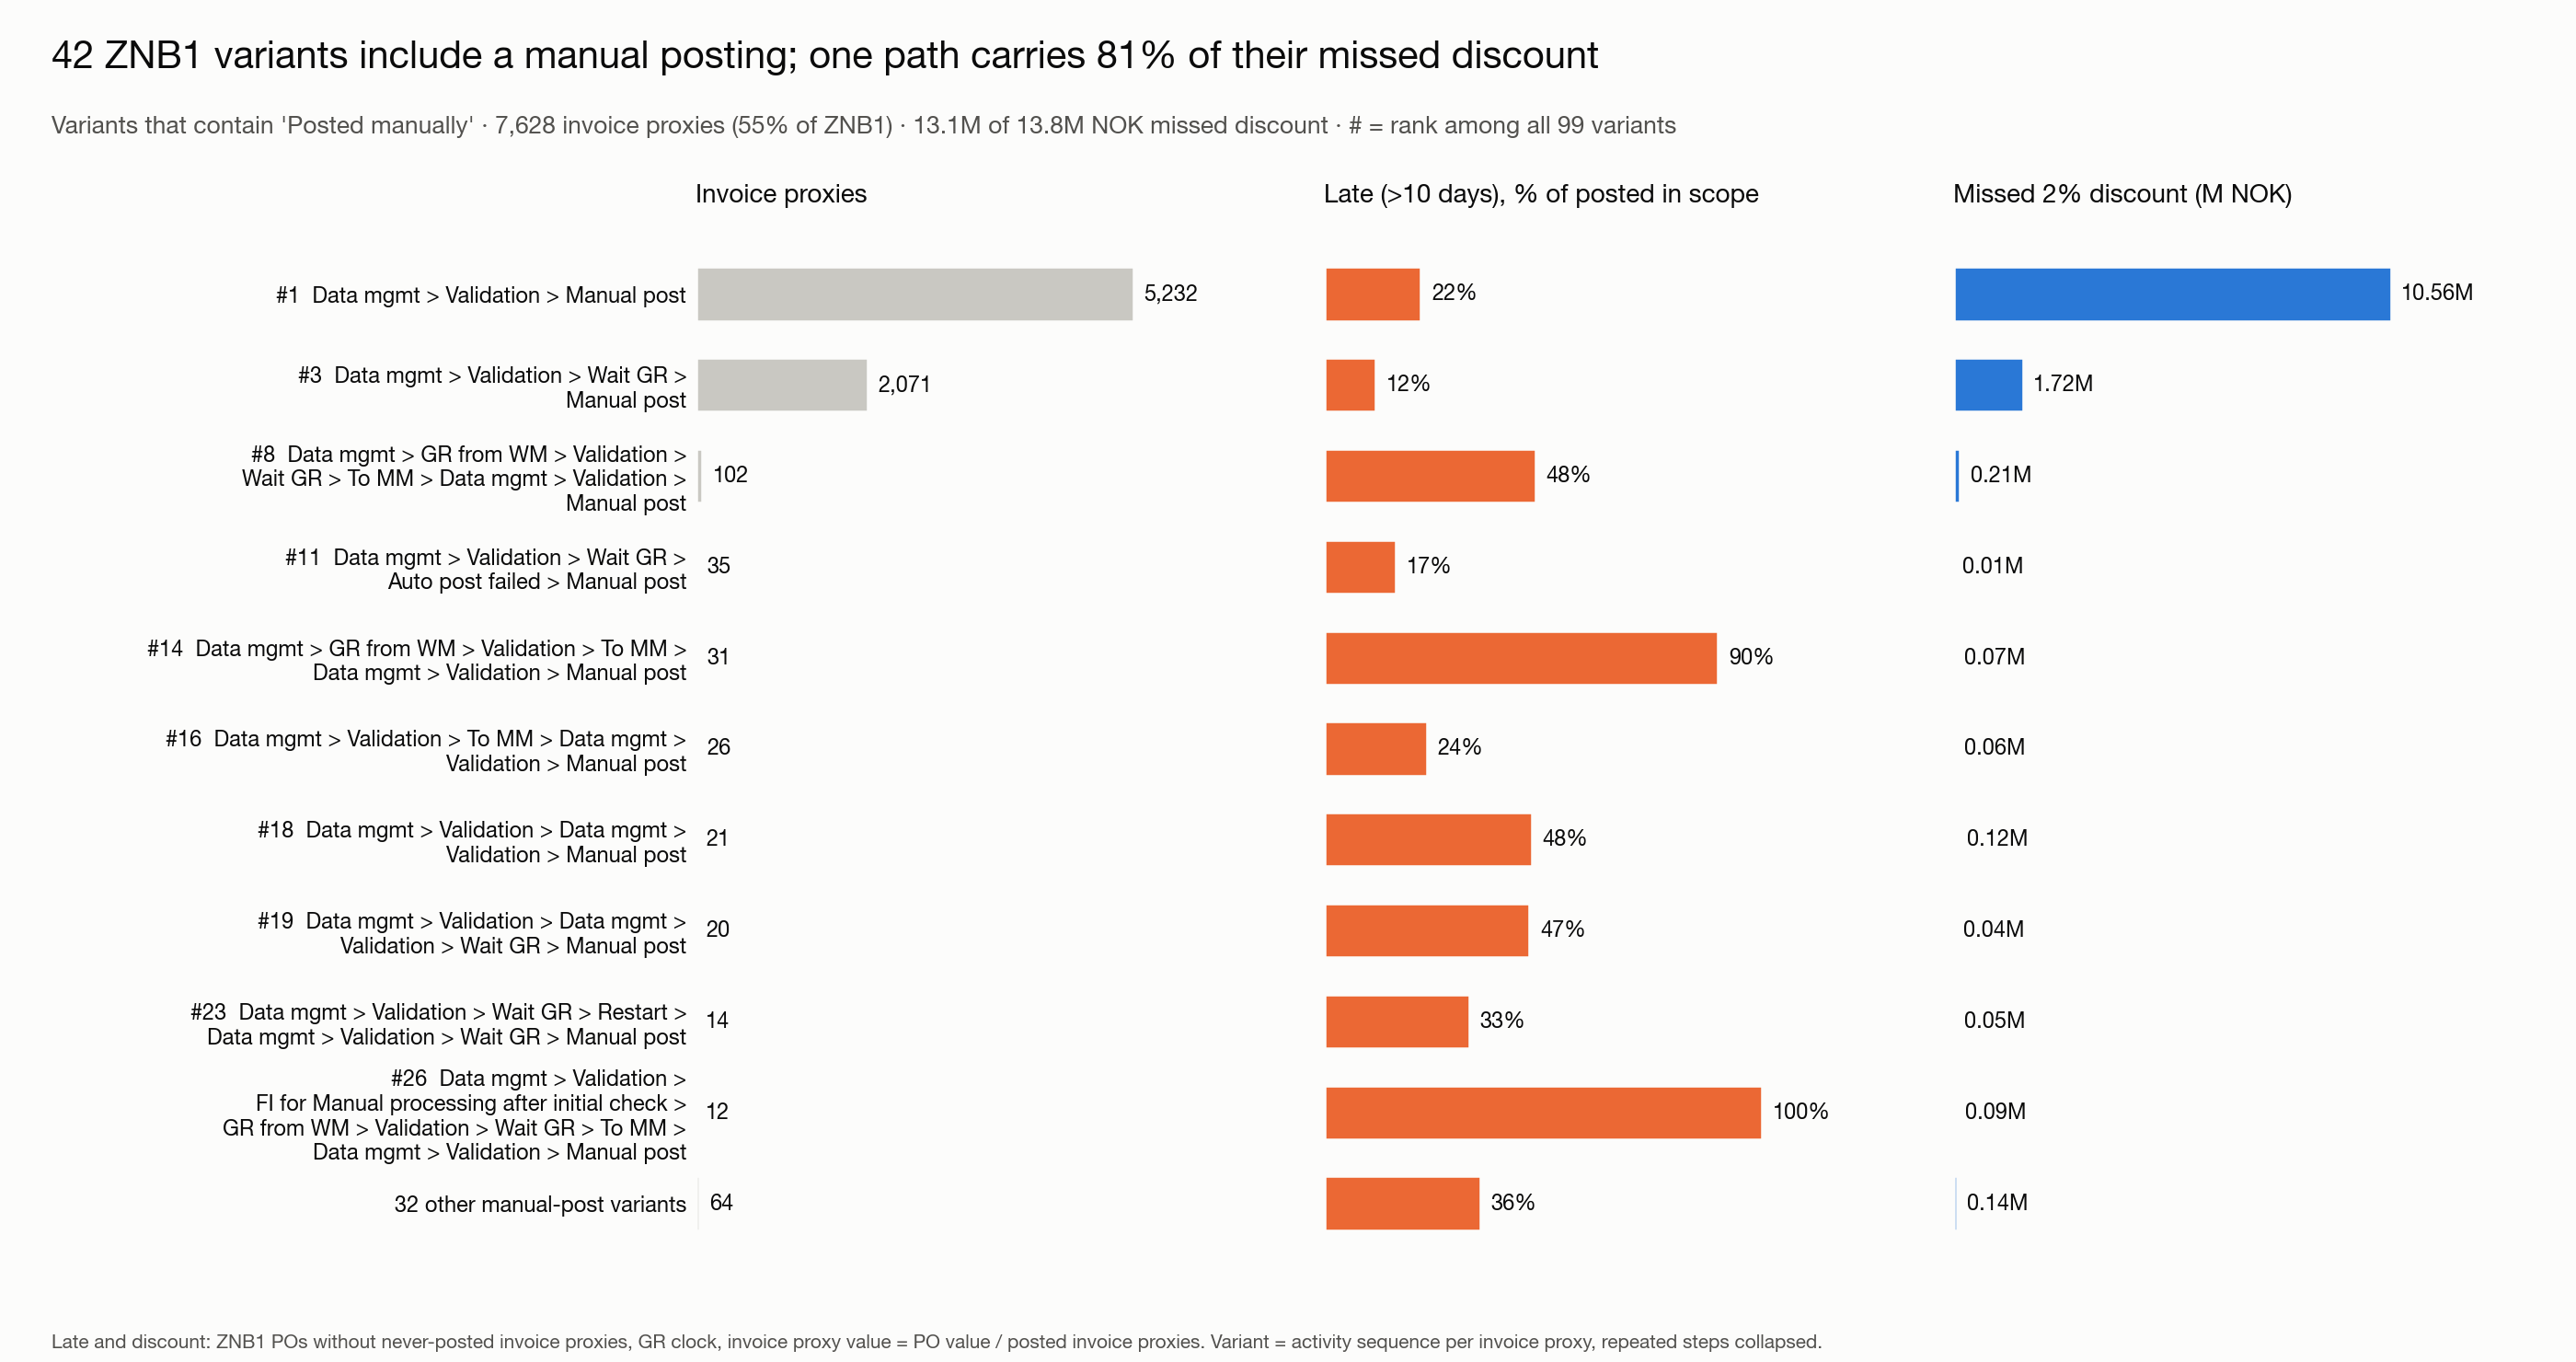 42 ZNB1 variants include a manual posting; one path carries 81% of their missed discount
Variants that contain 'Posted manually' · 7,628 invoice proxies (55% of ZNB1) · 13.1M of 13.8M NOK missed discount · # = rank among all 99 variants
Invoice proxies
Late (>10 days), % of posted in scope
Missed 2% discount (M NOK)
#1 Data mgmt > Validation > Manual post
5,232
22%
10.56M
#3 Data mgmt > Validation > Wait GR >
Manual post
2,071
12%
1.72M
#8 Data mgmt > GR from WM > Validation >
Wait GR > To MM > Data mgmt > Validation >
Manual post
102
48%
0.21M
#11 Data mgmt > Validation > Wait GR >
Auto post failed > Manual post
35
17%
0.01M
#14 Data mgmt > GR from WM > Validation > To MM >
Data mgmt > Validation > Manual post
31
90%
0.07M
#16 Data mgmt > Validation > To MM > Data mgmt >
Validation > Manual post
26
24%
0.06M
#18 Data mgmt > Validation > Data mgmt >
Validation > Manual post
21
48%
0.12M
#19 Data mgmt > Validation > Data mgmt >
Validation > Wait GR > Manual post
20
47%
0.04M
#23 Data mgmt > Validation > Wait GR > Restart >
Data mgmt > Validation > Wait GR > Manual post
14
33%
0.05M
#26 Data mgmt > Validation >
FI for Manual processing after initial check >
GR from WM > Validation > Wait GR > To MM >
Data mgmt > Validation > Manual post
12
100%
0.09M
32 other manual-post variants
64
36%
0.14M
Late and discount: ZNB1 POs without never-posted invoice proxies, GR clock, invoice proxy value = PO value / posted invoice proxies. Variant = activity sequence per invoice proxy, repeated steps collapsed.